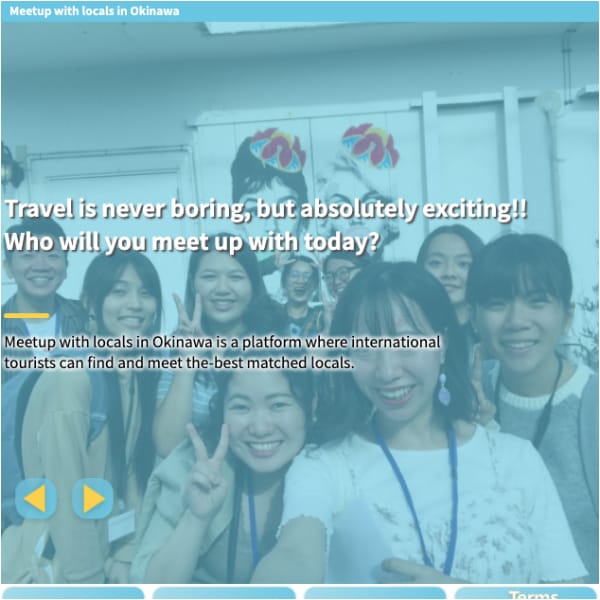 Meetup with locals in Okinawa
Travel is never boring, but absolutely exciting!!
Who will you meet up with today?
Meetup with locals in Okinawa is a platform where international
tourists can find and meet the-best matched locals.
Terms